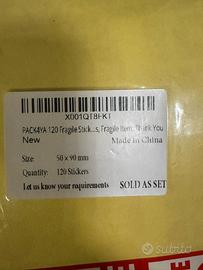 X001QT8FKT
PACK4YA 120 Fragile Stick...s, Fragile Item, Thank You
New Made in China
Size: 50 × 90 mm
Quantity: 120 Stickers
Let us know your requirements SOLD AS SET
subito